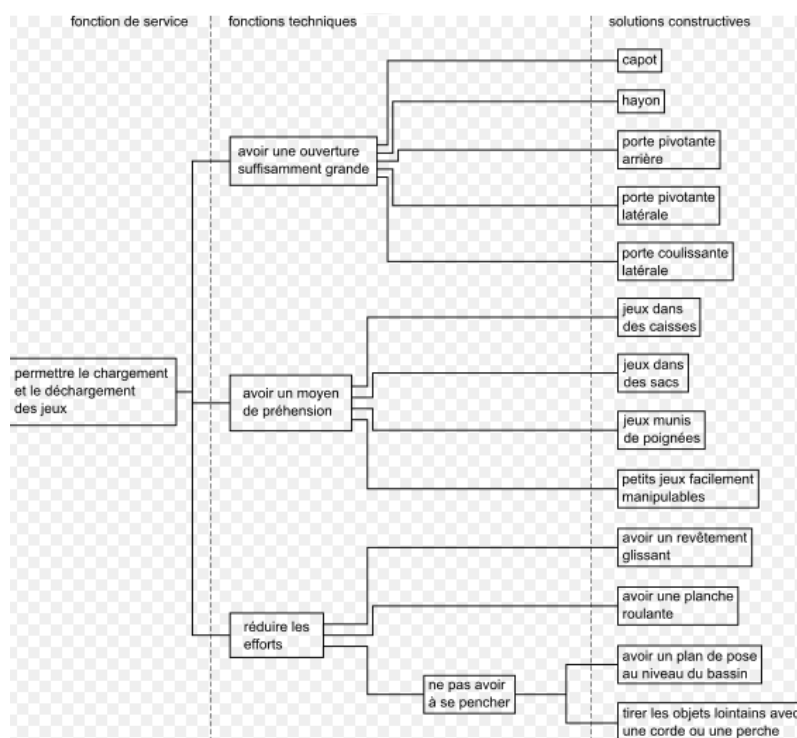 fonction de service
fonctions techniques
solutions constructives
capot
hayon
avoir une ouverture
suffisamment grande
porte pivotante
arrière
porte pivotante
latérale
porte coulissante
latérale
jeux dans
des caisses
permettre le chargement
et le déchargement
des jeux
avoir un moyen
de préhension
jeux dans
des sacs
jeux munis
de poignées
petits jeux facilement
manipulables
avoir un revêtement
glissant
réduire les
efforts
avoir une planche
roulante
ne pas avoir
à se pencher
avoir un plan de pose
au niveau du bassin
tirer les objets lointains avec
une corde ou une perche